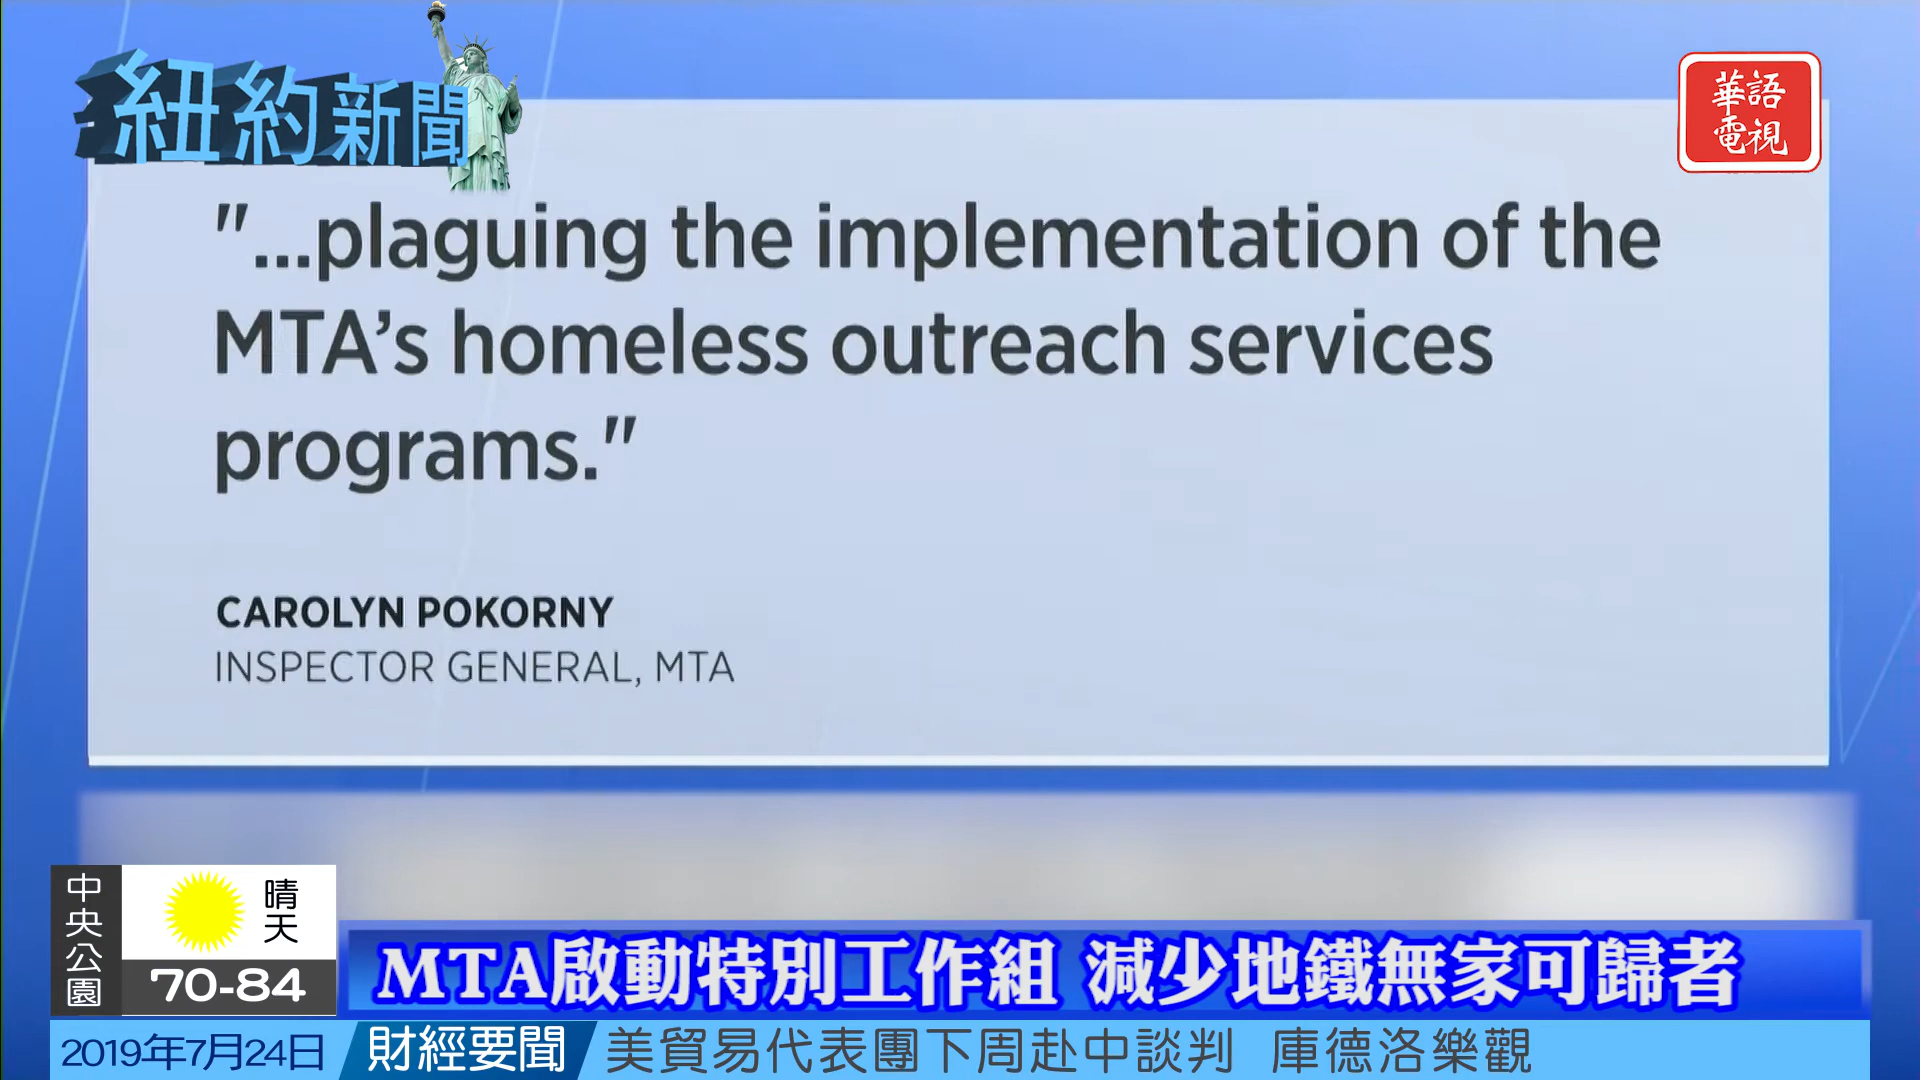 紐約新聞
華語
電視
"...plaguing the implementation of the
MTA's homeless outreach services
programs."
CAROLYN POKORNY
INSPECTOR GENERAL, MTA
中央公園
晴天
70-84
MTA啟動特別工作組 減少地鐵無家可歸者
2019年7月24日
財經要聞
美貿易代表團下周赴中談判 庫德洛樂觀